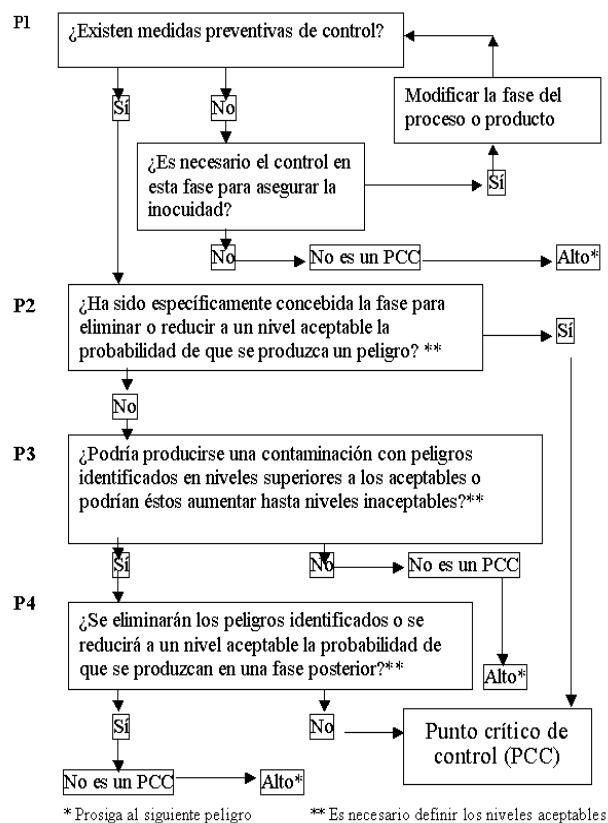 P1
¿Existen medidas preventivas de control?
Sí
No
Modificar la fase del
proceso o producto
¿Es necesario el control en
esta fase para asegurar la
inocuidad?
Sí
No
No es un PCC
Alto*
P2
¿Ha sido específicamente concebida la fase para
eliminar o reducir a un nivel aceptable la
probabilidad de que se produzca un peligro? **
Sí
No
P3
¿Podría producirse una contaminación con peligros
identificados en niveles superiores a los aceptables o
podrían éstos aumentar hasta niveles inaceptables?**
Sí
No
No es un PCC
Alto*
P4
¿Se eliminarán los peligros identificados o se
reducirá a un nivel aceptable la probabilidad de
que se produzcan en una fase posterior?**
Sí
No
Punto crítico de
control (PCC)
No es un PCC
Alto*
* Prosiga al siguiente peligro
** Es necesario definir los niveles aceptables